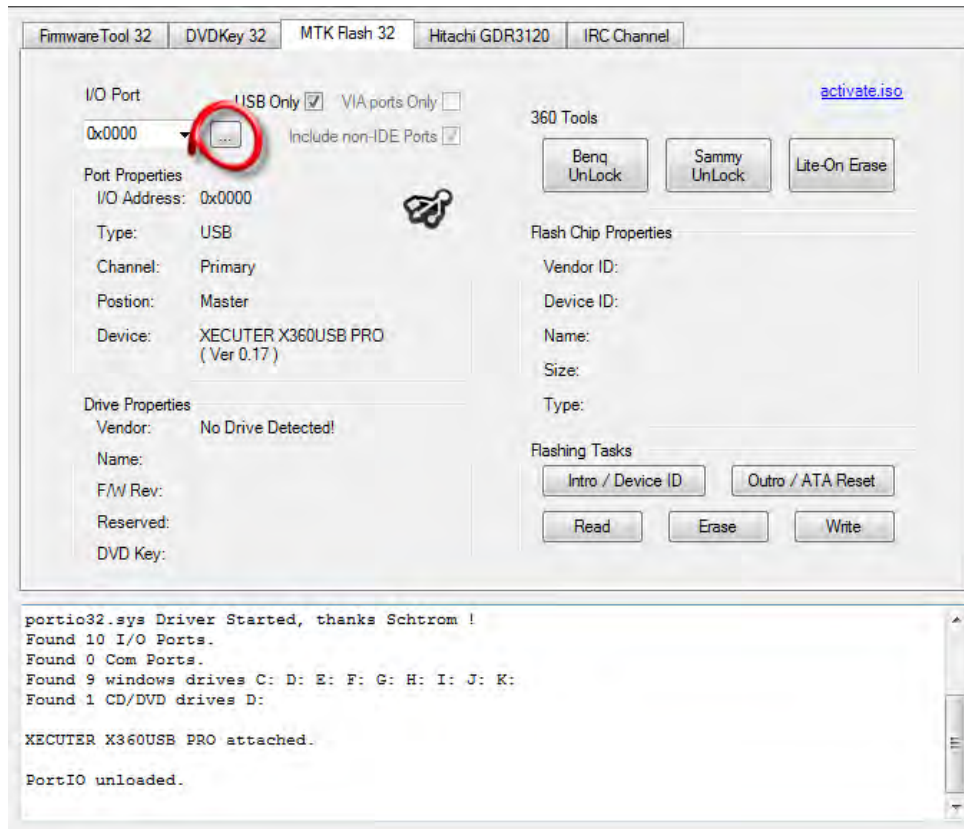 FirmwareTool 32
DVDKey 32
MTK Flash 32
Hitachi GDR3120
IRC Channel
I/O Port
USB Only
VIA ports Only
0x0000
...
Include non-IDE Ports
Port Properties
I/O Address: 0x0000
Type: USB
Channel: Primary
Postion: Master
Device: XECUTER X360USB PRO
( Ver 0.17 )
Drive Properties
Vendor: No Drive Detected!
Name:
F/W Rev:
Reserved:
DVD Key:
activate.iso
360 Tools
Benq
UnLock
Sammy
UnLock
Lite-On Erase
Flash Chip Properties
Vendor ID:
Device ID:
Name:
Size:
Type:
Flashing Tasks
Intro / Device ID
Outro / ATA Reset
Read
Erase
Write
portio32.sys Driver Started, thanks Schtrom !
Found 10 I/O Ports.
Found 0 Com Ports.
Found 9 windows drives C: D: E: F: G: H: I: J: K:
Found 1 CD/DVD drives D:
XECUTER X360USB PRO attached.
PortIO unloaded.